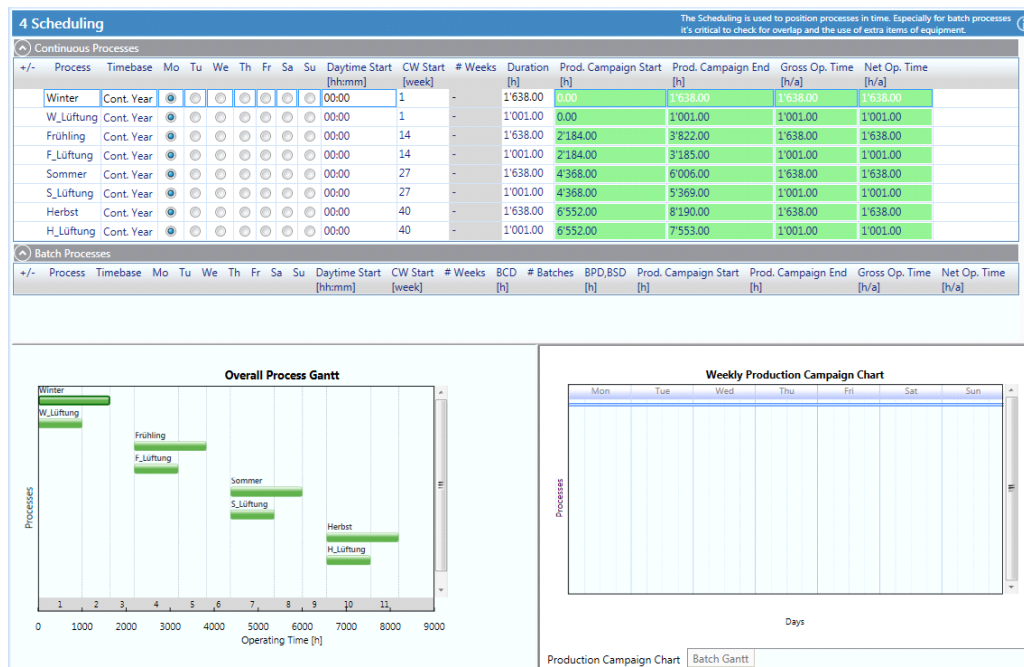 4 Scheduling
The Scheduling is used to position processes in time. Especially for batch processes
it's critical to check for overlap and the use of extra items of equipment.
Continuous Processes
+/- Process Timebase Mo Tu We Th Fr Sa Su Daytime Start CW Start # Weeks Duration Prod. Campaign Start Prod. Campaign End Gross Op. Time Net Op. Time
[hh:mm] [week] [h] [h] [h] [h/a] [h/a]
Winter Cont. Year 00:00 1 - 1'638.00 0.00 1'638.00 1'638.00 1'638.00
W_Lüftung Cont. Year 00:00 1 - 1'001.00 0.00 1'001.00 1'001.00 1'001.00
Frühling Cont. Year 00:00 14 - 1'638.00 2'184.00 3'822.00 1'638.00 1'638.00
F_Lüftung Cont. Year 00:00 14 - 1'001.00 2'184.00 3'185.00 1'001.00 1'001.00
Sommer Cont. Year 00:00 27 - 1'638.00 4'368.00 6'006.00 1'638.00 1'638.00
S_Lüftung Cont. Year 00:00 27 - 1'001.00 4'368.00 5'369.00 1'001.00 1'001.00
Herbst Cont. Year 00:00 40 - 1'638.00 6'552.00 8'190.00 1'638.00 1'638.00
H_Lüftung Cont. Year 00:00 40 - 1'001.00 6'552.00 7'553.00 1'001.00 1'001.00
Batch Processes
+/- Process Timebase Mo Tu We Th Fr Sa Su Daytime Start CW Start # Weeks BCD # Batches BPD,BSD Prod. Campaign Start Prod. Campaign End Gross Op. Time Net Op. Time
[hh:mm] [week] [h] [h] [h] [h] [h/a] [h/a]
Overall Process Gantt
Winter
W_Lüftung
Frühling
F_Lüftung
Sommer
S_Lüftung
Herbst
H_Lüftung
Processes
1 2 3 4 5 6 7 8 9 10 11
0 1000 2000 3000 4000 5000 6000 7000 8000 9000
Operating Time [h]
Weekly Production Campaign Chart
Mon Tue Wed Thu Fri Sat Sun
Processes
Days
Production Campaign Chart Batch Gantt